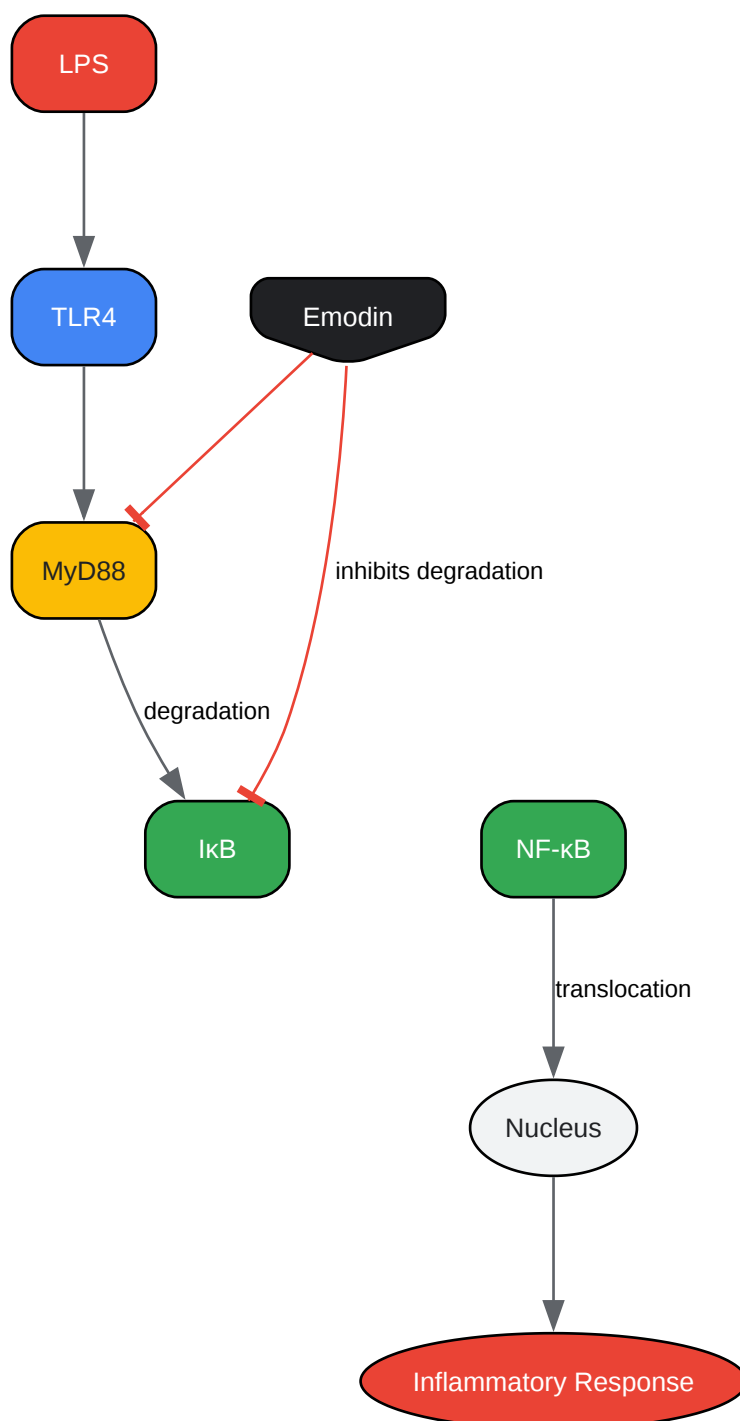 LPS
TLR4
Emodin
MyD88
inhibits degradation
degradation
IκB
NF-κB
translocation
Nucleus
Inflammatory Response